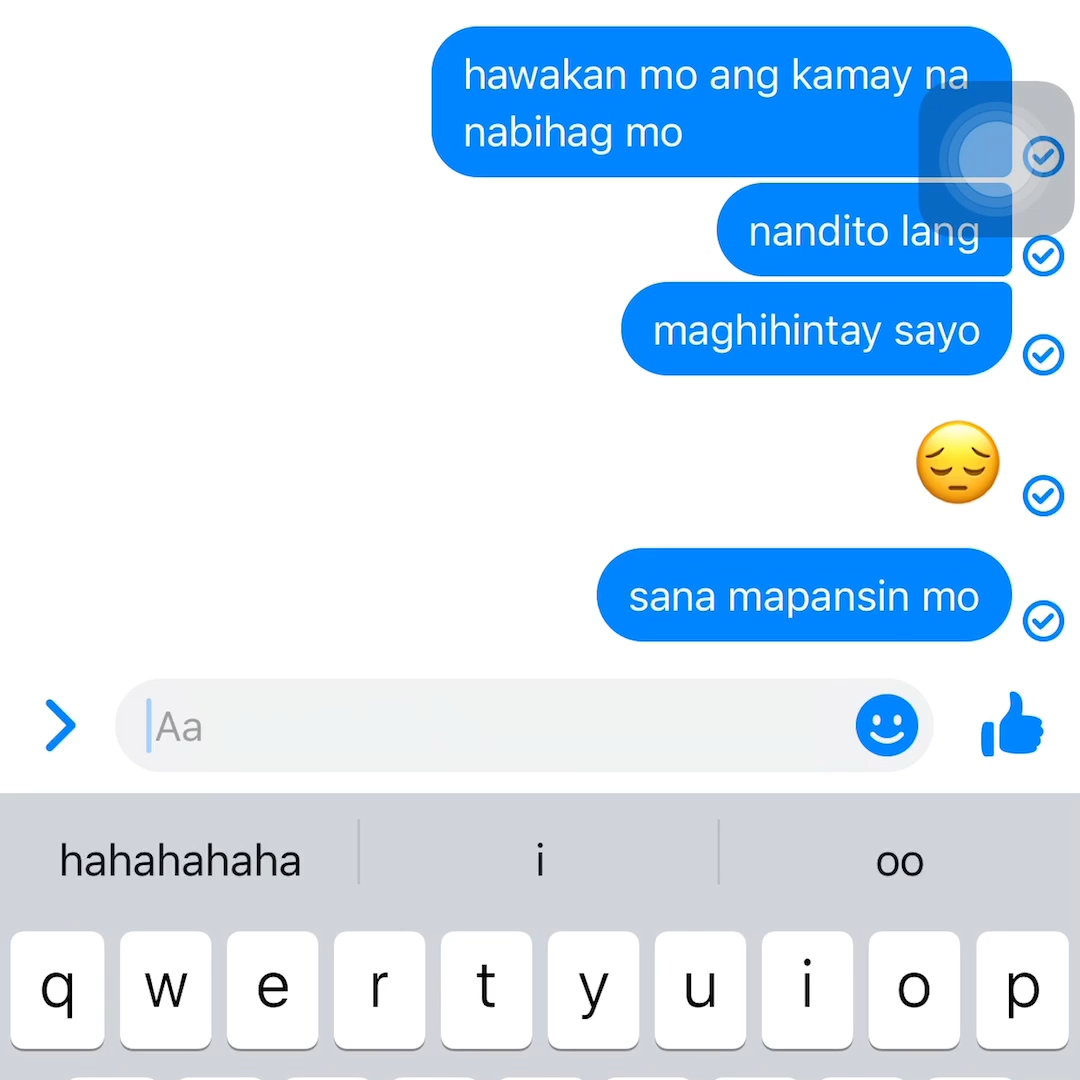 hawakan mo ang kamay na
nabihag mo
nandito lang
maghihintay sayo
😔
sana mapansin mo
Aa
hahahahaha i oo
q w e r t y u i o p